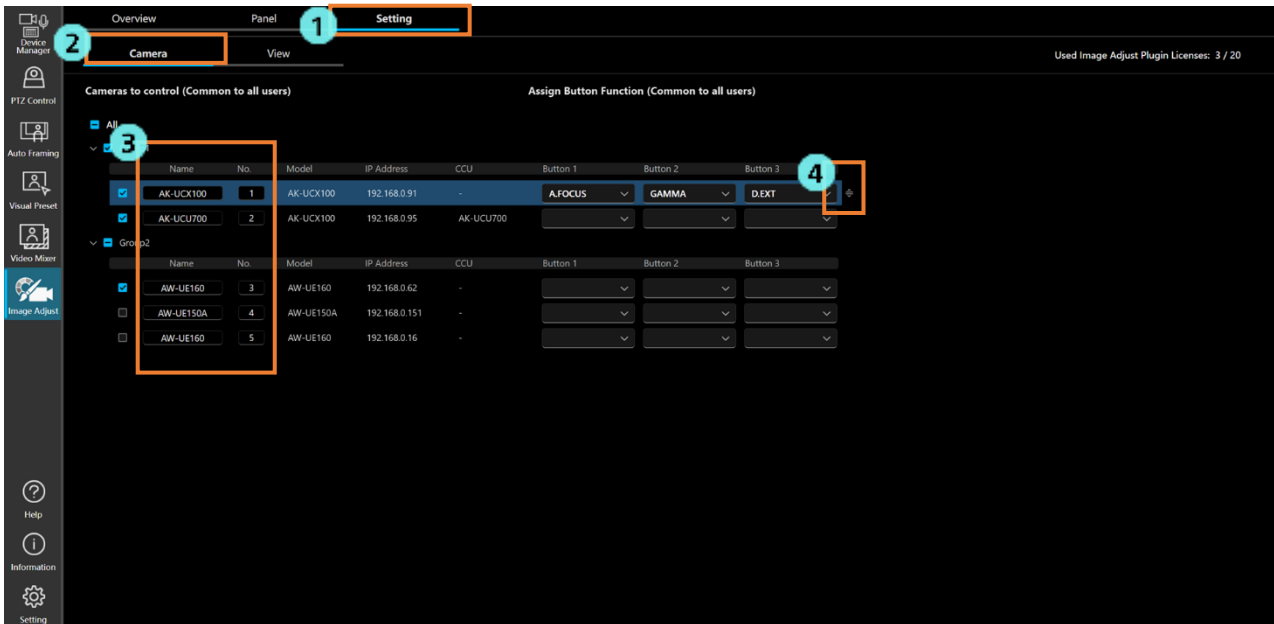 Device
Manager
PTZ Control
Auto Framing
Visual Preset
Video Mixer
Image Adjust
Help
Information
Setting
Overview Panel 1 Setting
2 Camera View Used Image Adjust Plugin Licenses: 3 / 20
Cameras to control (Common to all users) Assign Button Function (Common to all users)
All
3
Name No. Model IP Address CCU Button 1 Button 2 Button 3 4
AK-UCX100 1 AK-UCX100 192.168.0.91 - A.FOCUS GAMMA D.EXT
AK-UCU700 2 AK-UCX100 192.168.0.95 AK-UCU700
Group2
Name No. Model IP Address CCU Button 1 Button 2 Button 3
AW-UE160 3 AW-UE160 192.168.0.62 -
AW-UE150A 4 AW-UE150A 192.168.0.151 -
AW-UE160 5 AW-UE160 192.168.0.16 -